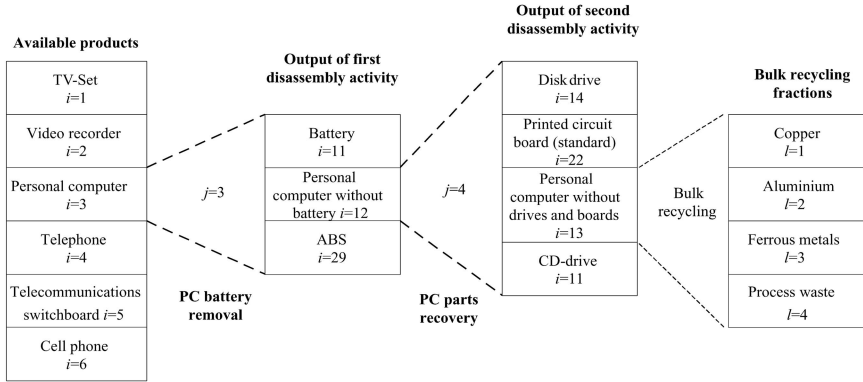 Available products
TV-Set
i=1
Video recorder
i=2
Personal computer
i=3
Telephone
i=4
Telecommunications
switchboard i=5
Cell phone
i=6
j=3
PC battery
removal
Output of first
disassembly activity
Battery
i=11
Personal
computer without
battery i=12
ABS
i=29
j=4
PC parts
recovery
Output of second
disassembly activity
Disk drive
i=14
Printed circuit
board (standard)
i=22
Personal
computer without
drives and boards
i=13
CD-drive
i=11
Bulk
recycling
Bulk recycling
fractions
Copper
l=1
Aluminium
l=2
Ferrous metals
l=3
Process waste
l=4